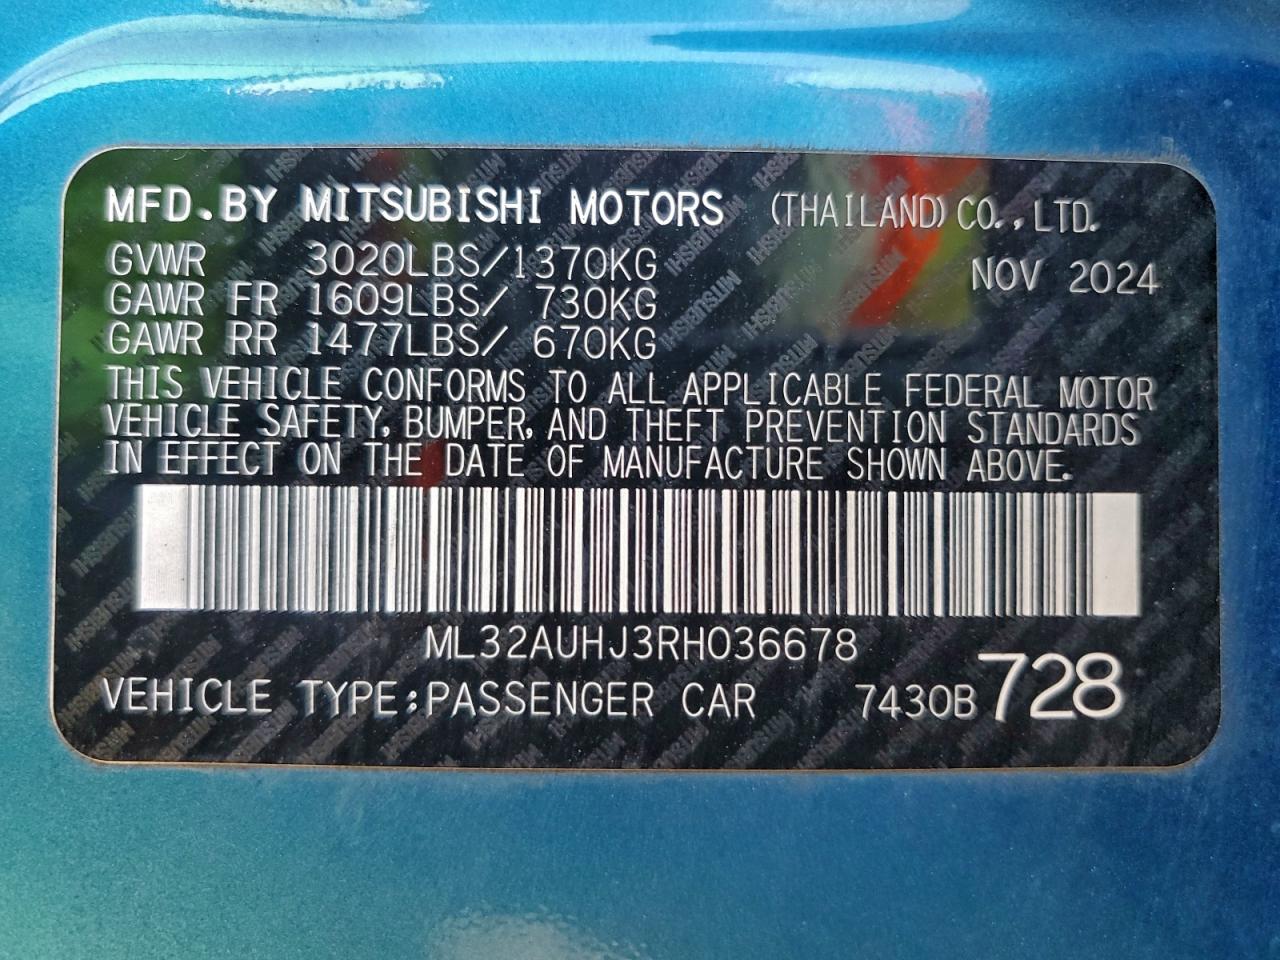 MFD.BY MITSUBISHI MOTORS (THAILAND) CO.,LTD.
GVWR 3020LBS/1370KG NOV 2024
GAWR FR 1609LBS/ 730KG
GAWR RR 1477LBS/ 670KG
THIS VEHICLE CONFORMS TO ALL APPLICABLE FEDERAL MOTOR
VEHICLE SAFETY, BUMPER, AND THEFT PREVENTION STANDARDS
IN EFFECT ON THE DATE OF MANUFACTURE SHOWN ABOVE.
ML32AUHJ3RH036678
VEHICLE TYPE:PASSENGER CAR 7430B 728